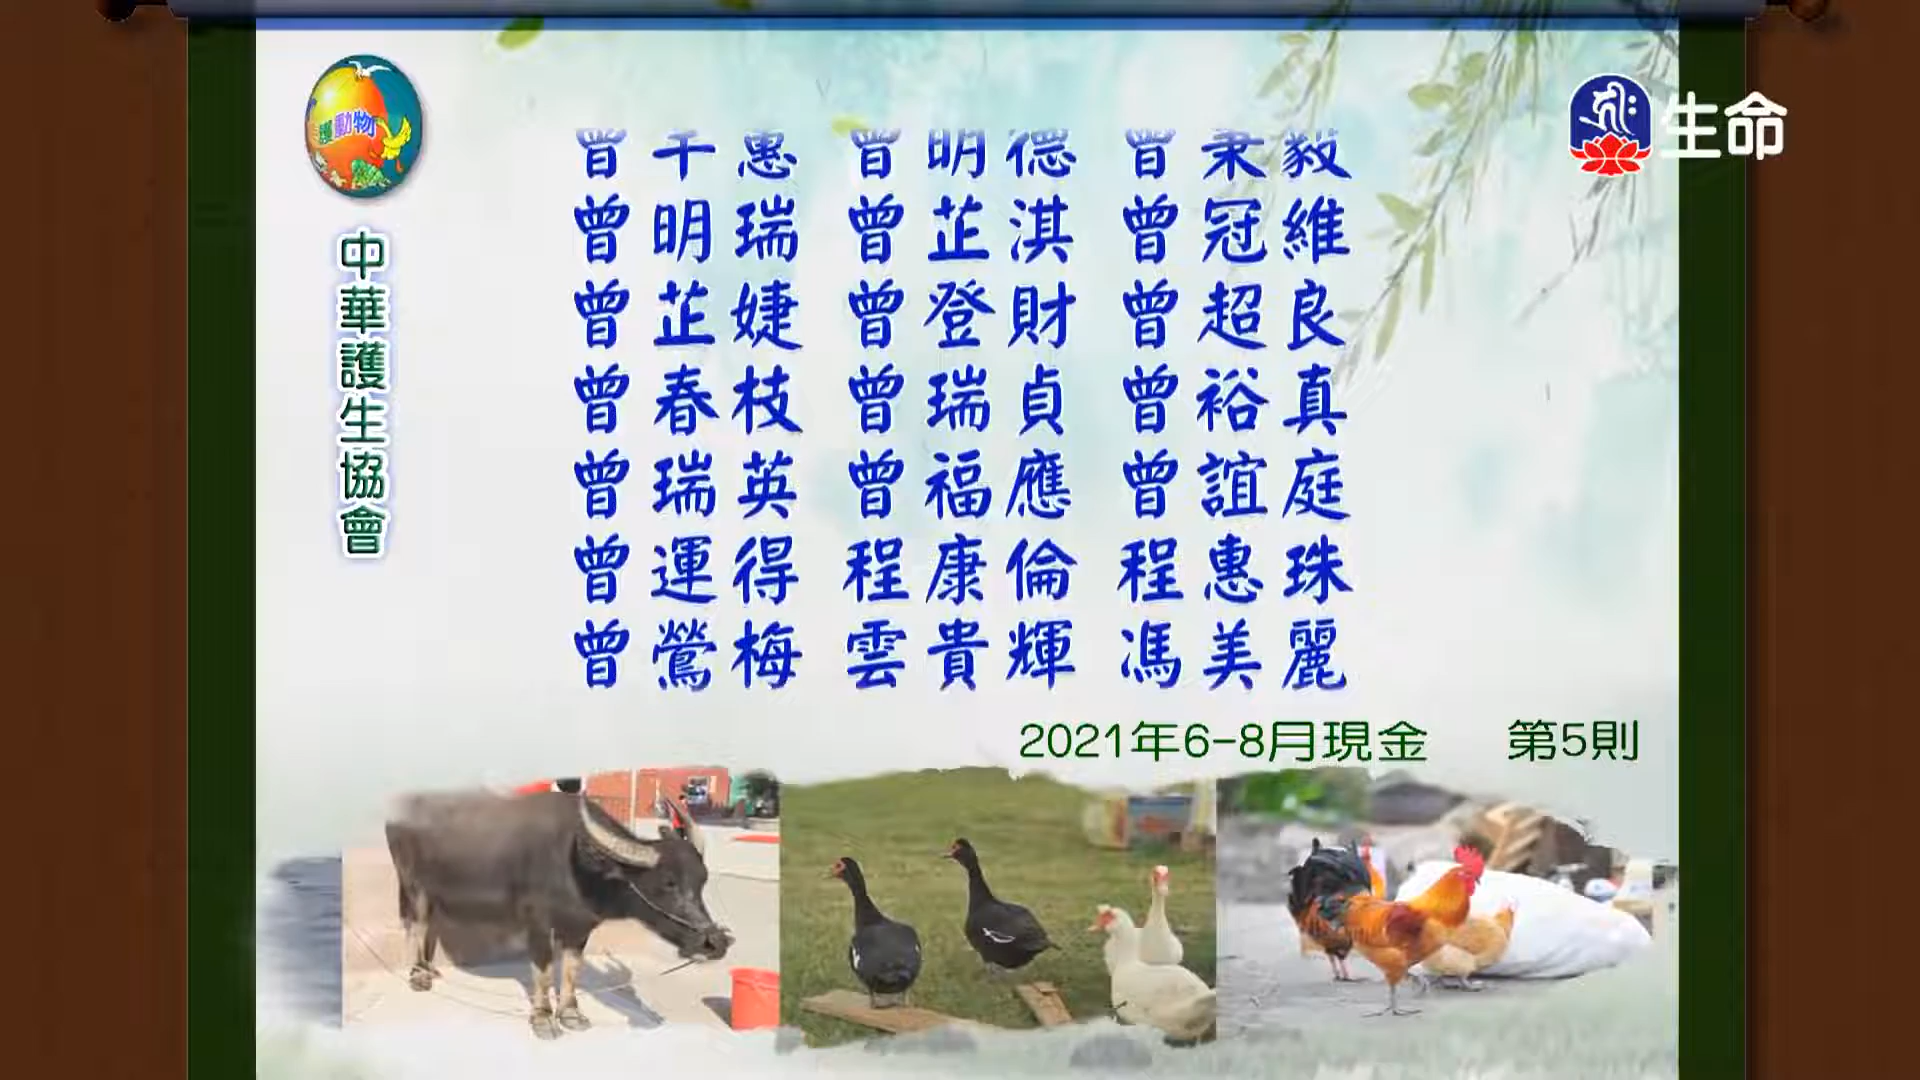 護動物
生命
中華護生協會
曾明德
曾明瑞 曾芷淇 曾冠維
曾芷婕 曾登財 曾超良
曾春枝 曾瑞貞 曾裕真
曾瑞英 曾福應 曾誼庭
曾運得 程康倫 程惠珠
曾鶯梅 雲貴輝 馮美麗
2021年6-8月現金 第5則